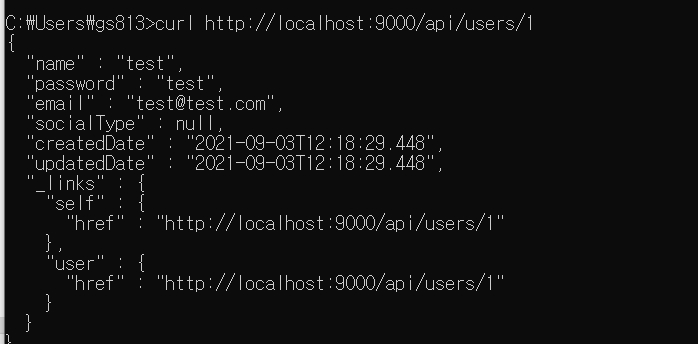 C:₩Users₩gs813>curl http://localhost:9000/api/users/1
{
  "name" : "test",
  "password" : "test",
  "email" : "test@test.com",
  "socialType" : null,
  "createdDate" : "2021-09-03T12:18:29.448",
  "updatedDate" : "2021-09-03T12:18:29.448",
  "_links" : {
    "self" : {
      "href" : "http://localhost:9000/api/users/1"
    },
    "user" : {
      "href" : "http://localhost:9000/api/users/1"
    }
  }
}